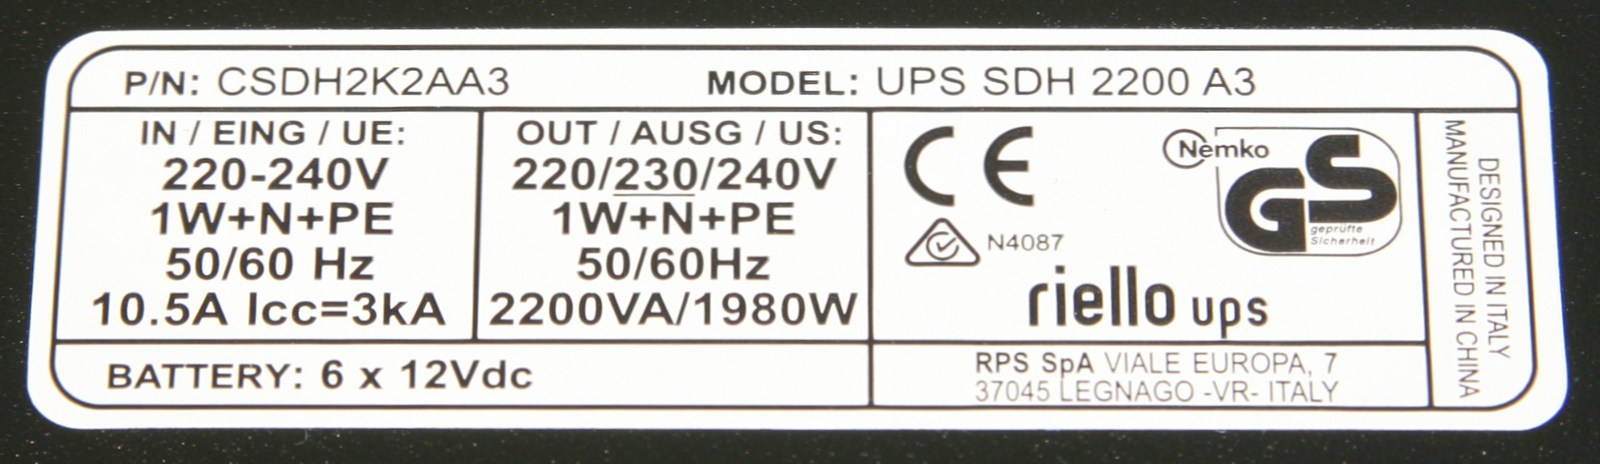 P/N: CSDH2K2AA3 MODEL: UPS SDH 2200 A3
IN / EING / UE:
220-240V
1W+N+PE
50/60 Hz
10.5A Icc=3kA
OUT / AUSG / US:
220/230/240V
1W+N+PE
50/60Hz
2200VA/1980W
CE
N4087
Nemko
GS
geprüfte
Sicherheit
riello ups
BATTERY: 6 x 12Vdc
RPS SpA VIALE EUROPA, 7
37045 LEGNAGO -VR- ITALY
DESIGNED IN ITALY
MANUFACTURED IN CHINA